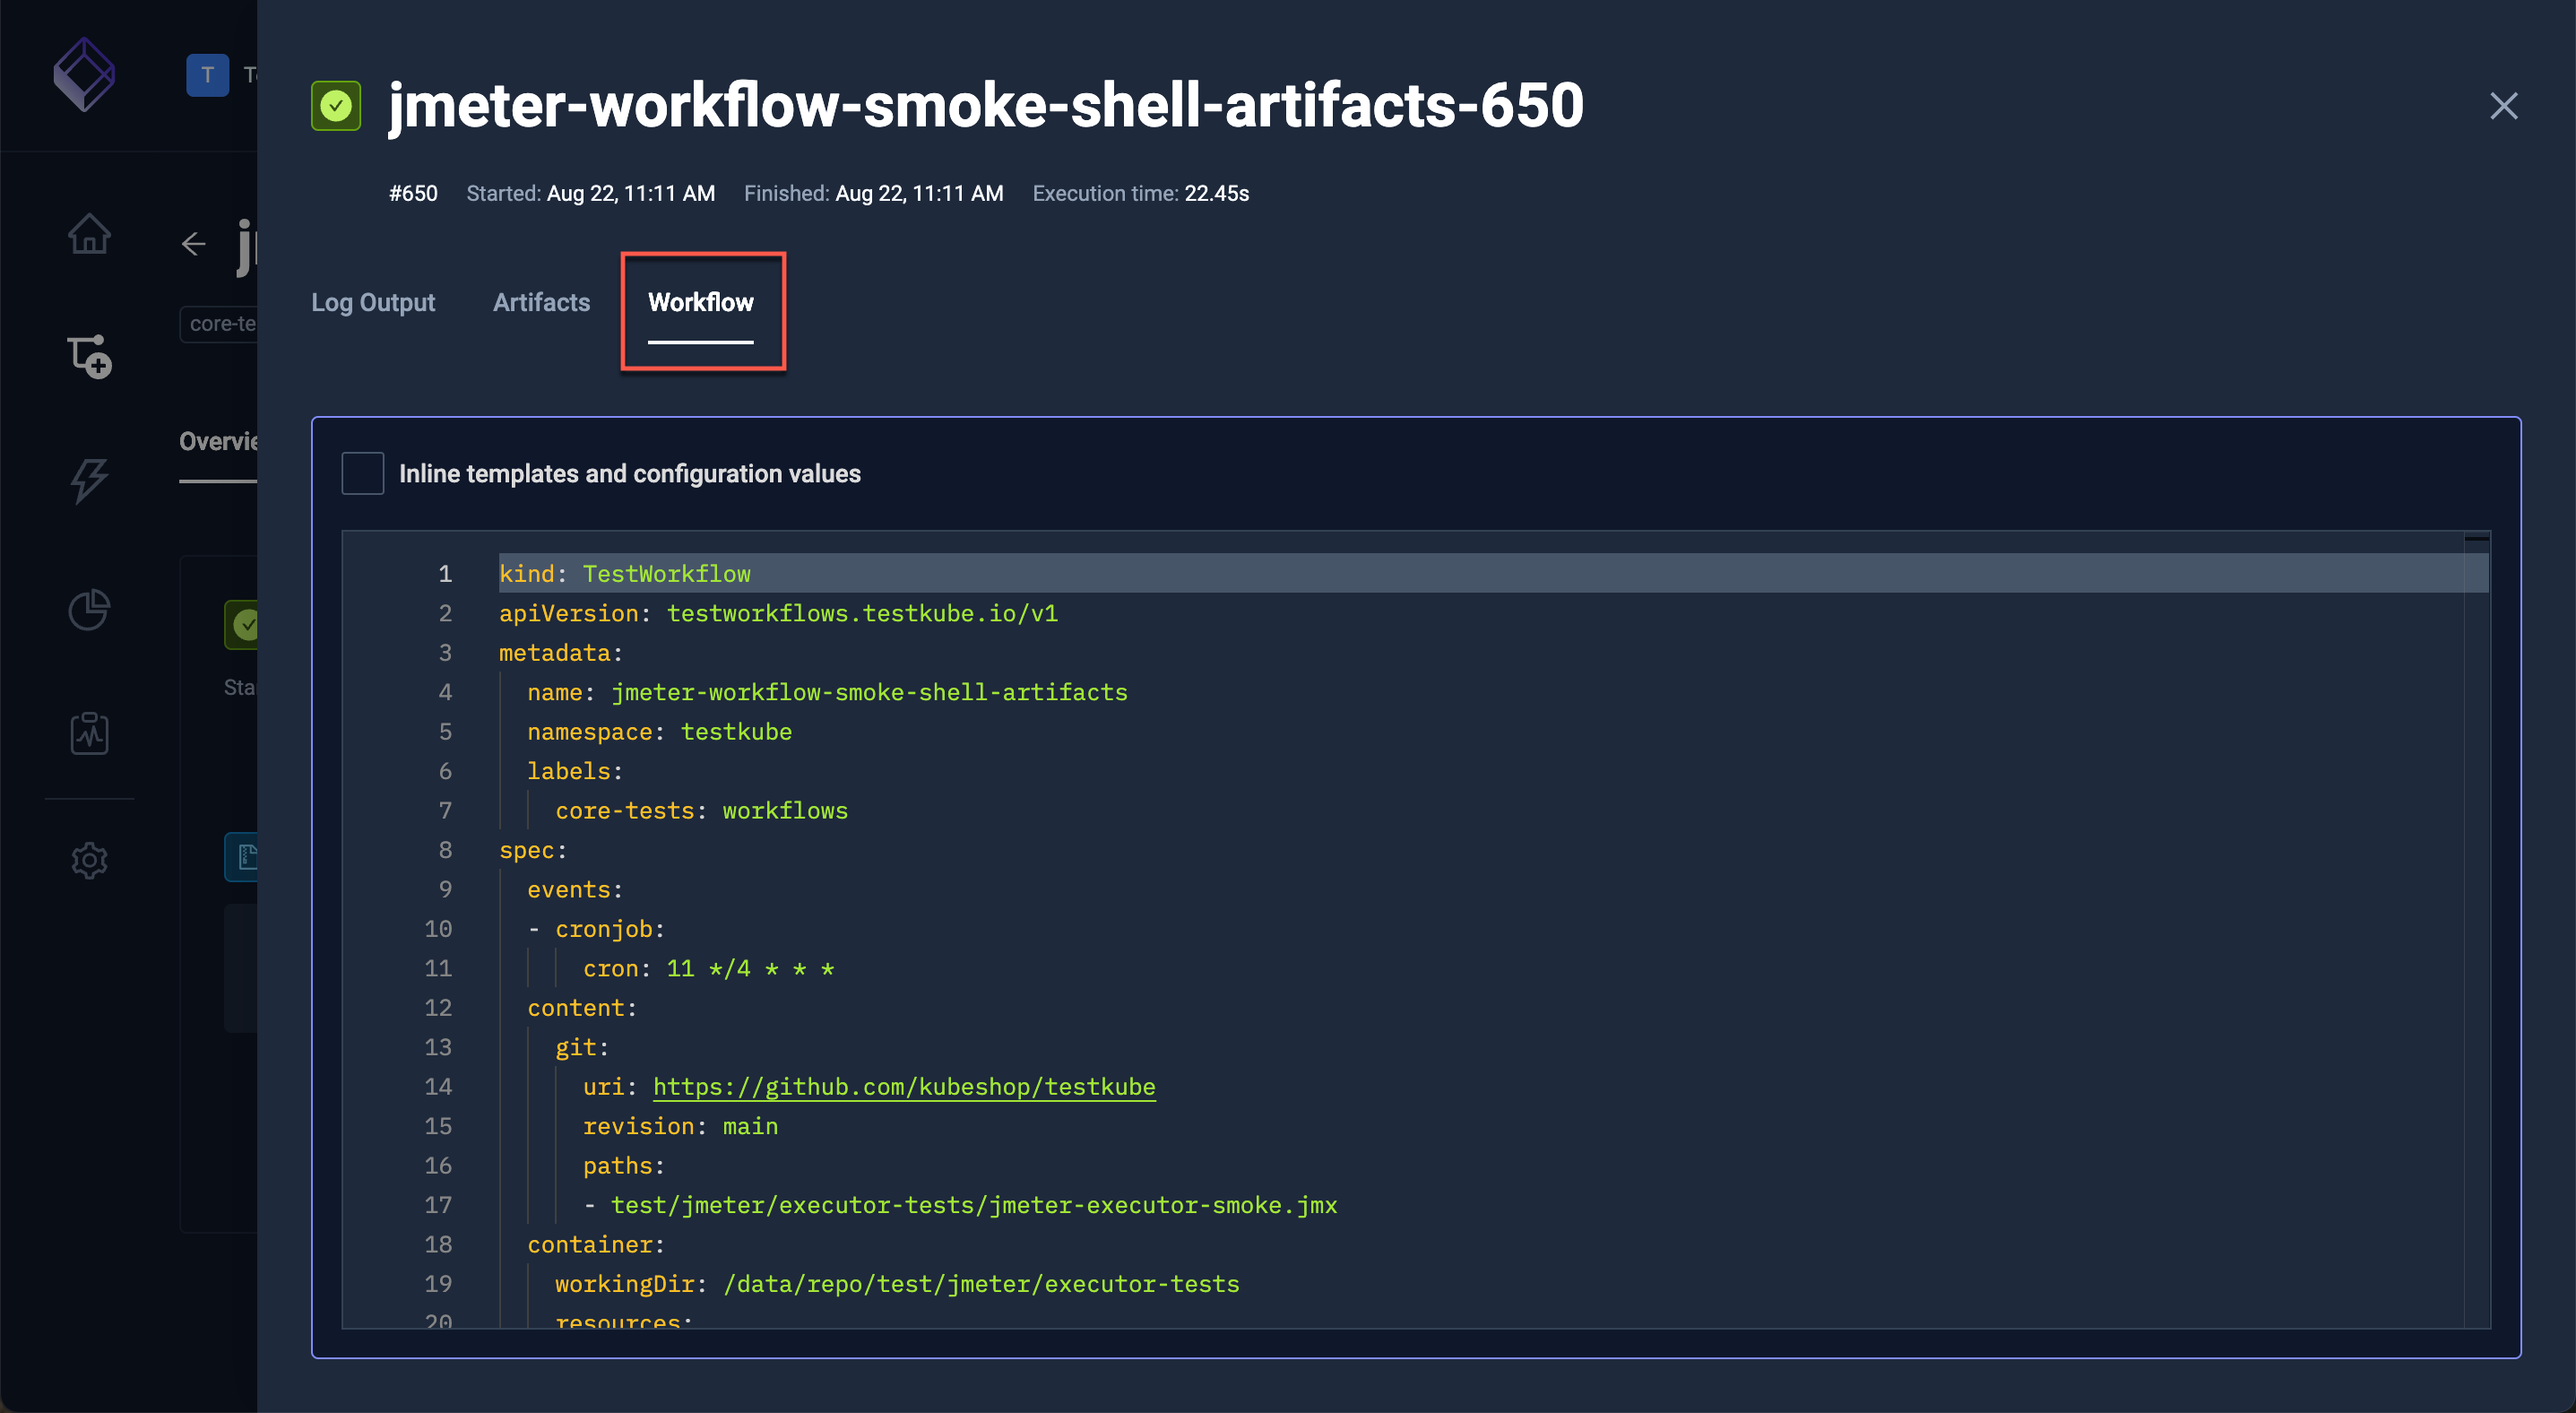 T
jmeter-workflow-smoke-shell-artifacts-650
#650 Started: Aug 22, 11:11 AM Finished: Aug 22, 11:11 AM Execution time: 22.45s
core-te
Log Output Artifacts Workflow
Overvie
Inline templates and configuration values
Sta
1 kind: TestWorkflow
2 apiVersion: testworkflows.testkube.io/v1
3 metadata:
4 name: jmeter-workflow-smoke-shell-artifacts
5 namespace: testkube
6 labels:
7 core-tests: workflows
8 spec:
9 events:
10 - cronjob:
11 cron: 11 */4 * * *
12 content:
13 git:
14 uri: https://github.com/kubeshop/testkube
15 revision: main
16 paths:
17 - test/jmeter/executor-tests/jmeter-executor-smoke.jmx
18 container:
19 workingDir: /data/repo/test/jmeter/executor-tests
20 resources: